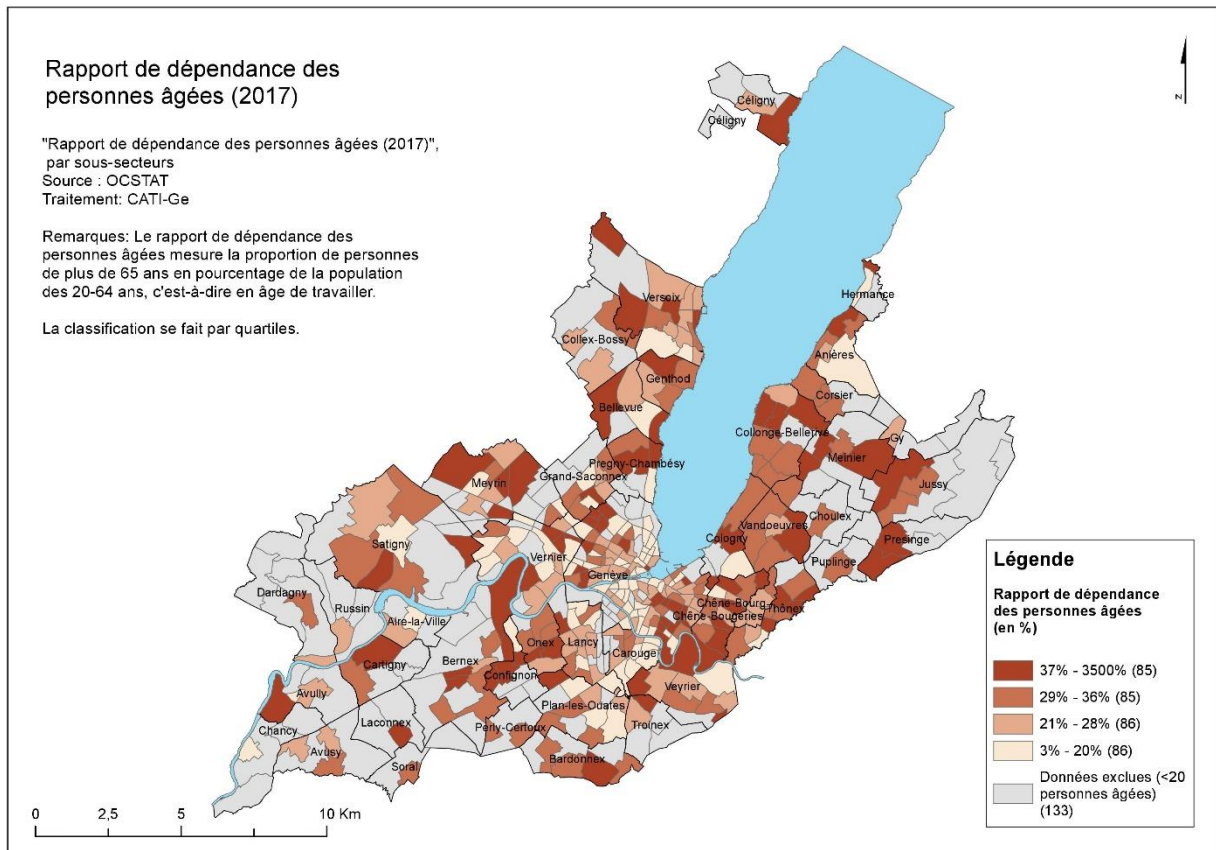 Rapport de dépendance des
personnes âgées (2017)
"Rapport de dépendance des personnes âgées (2017)",
par sous-secteurs
Source : OCSTAT
Traitement: CATI-Ge
Remarques: Le rapport de dépendance des
personnes âgées mesure la proportion de personnes
de plus de 65 ans en pourcentage de la population
des 20-64 ans, c'est-à-dire en âge de travailler.
La classification se fait par quartiles.
N
Céligny
Céligny
Hermance
Versoix
Collex-Bossy
Anières
Genthod
Corsier
Bellevue
Collonge-Bellerive
Gy
Meinier
Pregny-Chambésy
Grand-Saconnex
Meyrin
Jussy
Choulex
Vandoeuvres
Satigny
Cologny
Presinge
Vernier
Puplinge
Genève
Dardagny
Russin
Chêne-Bourg
Thônex
Chêne-Bougeries
Aire-la-Ville
Onex
Lancy
Carouge
Bernex
Cartigny
Confignon
Veyrier
Avully
Plan-les-Ouates
Laconnex
Perly-Certoux
Troinex
Chancy
Avusy
Bardonnex
Soral
Légende
Rapport de dépendance
des personnes âgées
(en %)
37% - 3500% (85)
29% - 36% (85)
21% - 28% (86)
3% - 20% (86)
Données exclues (<20
personnes âgées)
(133)
0 2,5 5 10 Km